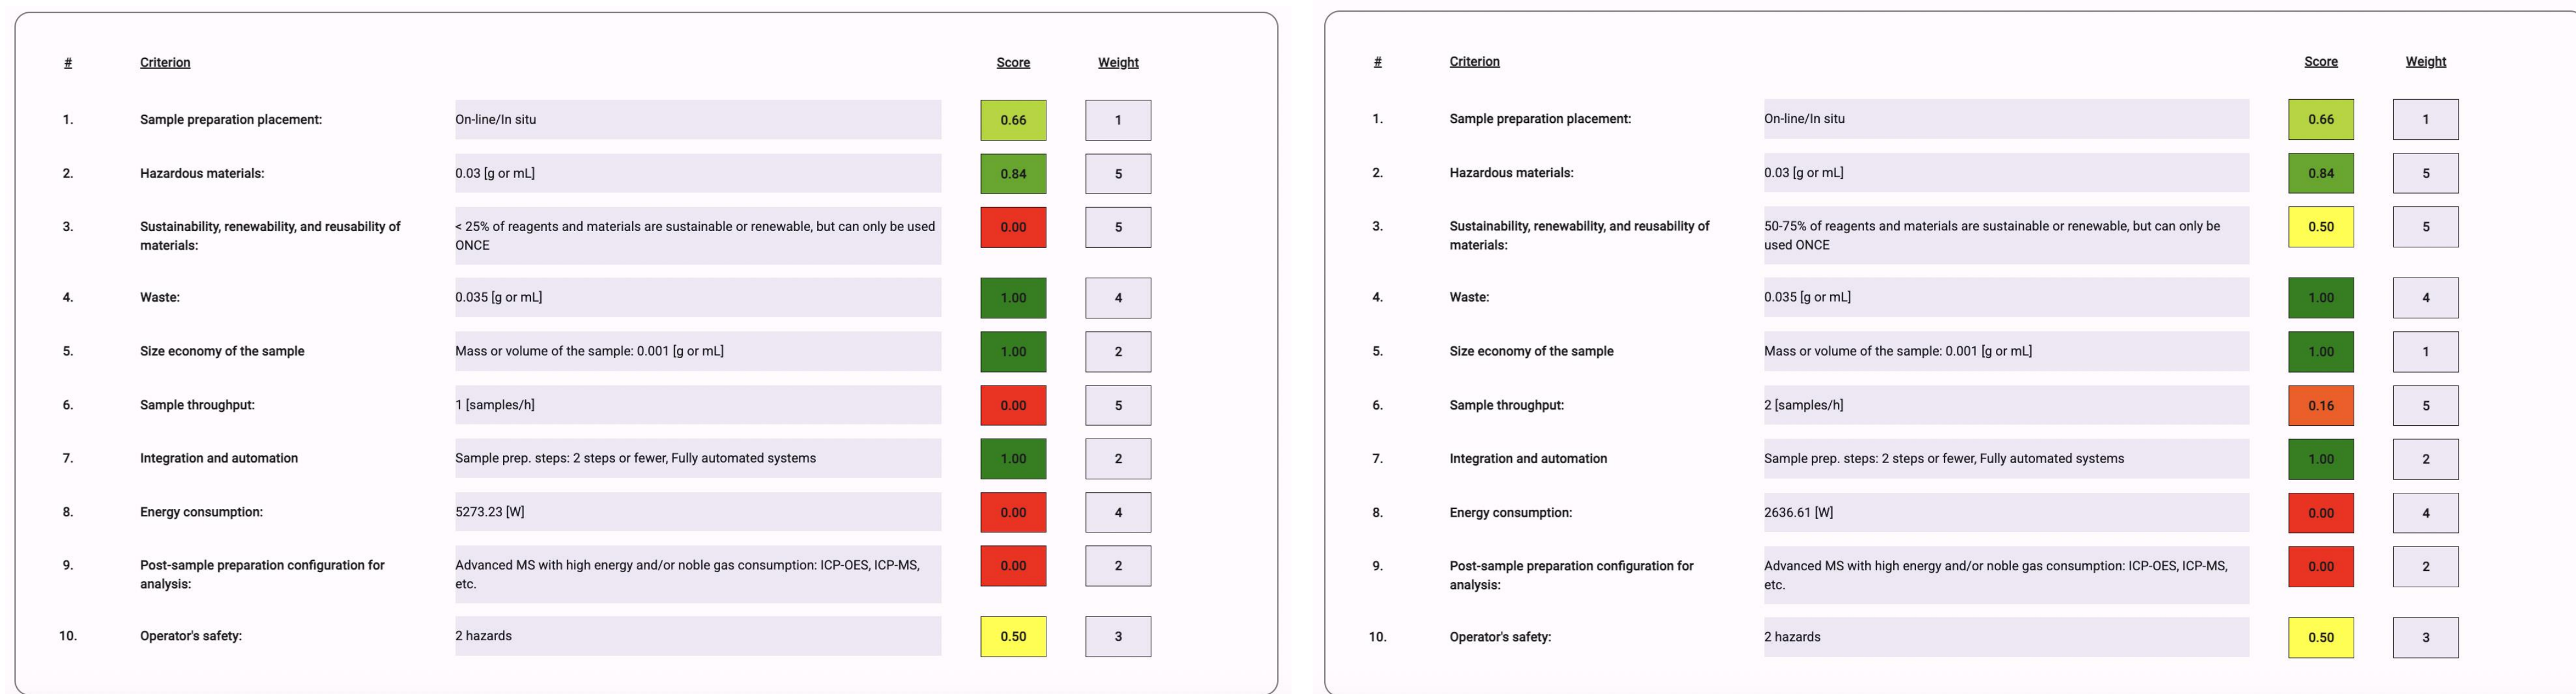 # Criterion Score Weight
1. Sample preparation placement: On-line/In situ 0.66 1
2. Hazardous materials: 0.03 [g or mL] 0.84 5
3. Sustainability, renewability, and reusability of materials: < 25% of reagents and materials are sustainable or renewable, but can only be used ONCE 0.00 5
4. Waste: 0.035 [g or mL] 1.00 4
5. Size economy of the sample Mass or volume of the sample: 0.001 [g or mL] 1.00 2
6. Sample throughput: 1 [samples/h] 0.00 5
7. Integration and automation Sample prep. steps: 2 steps or fewer, Fully automated systems 1.00 2
8. Energy consumption: 5273.23 [W] 0.00 4
9. Post-sample preparation configuration for analysis: Advanced MS with high energy and/or noble gas consumption: ICP-OES, ICP-MS, etc. 0.00 2
10. Operator's safety: 2 hazards 0.50 3
# Criterion Score Weight
1. Sample preparation placement: On-line/In situ 0.66 1
2. Hazardous materials: 0.03 [g or mL] 0.84 5
3. Sustainability, renewability, and reusability of materials: 50-75% of reagents and materials are sustainable or renewable, but can only be used ONCE 0.50 5
4. Waste: 0.035 [g or mL] 1.00 4
5. Size economy of the sample Mass or volume of the sample: 0.001 [g or mL] 1.00 1
6. Sample throughput: 2 [samples/h] 0.16 5
7. Integration and automation Sample prep. steps: 2 steps or fewer, Fully automated systems 1.00 2
8. Energy consumption: 2636.61 [W] 0.00 4
9. Post-sample preparation configuration for analysis: Advanced MS with high energy and/or noble gas consumption: ICP-OES, ICP-MS, etc. 0.00 2
10. Operator's safety: 2 hazards 0.50 3